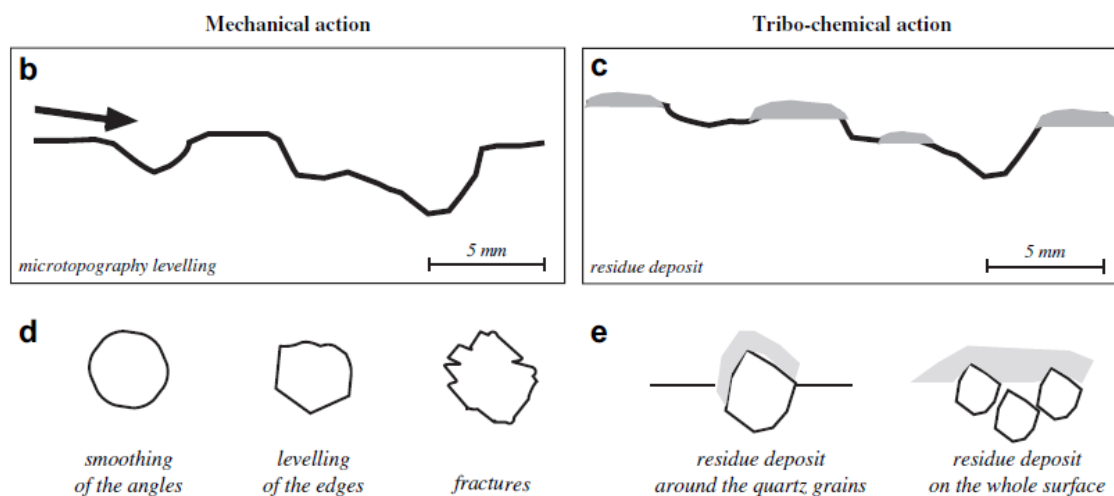 Mechanical action
Tribo-chemical action
b
5 mm
microtopography levelling
c
5 mm
residue deposit
d
smoothing
of the angles
levelling
of the edges
fractures
e
residue deposit
around the quartz grains
residue deposit
on the whole surface